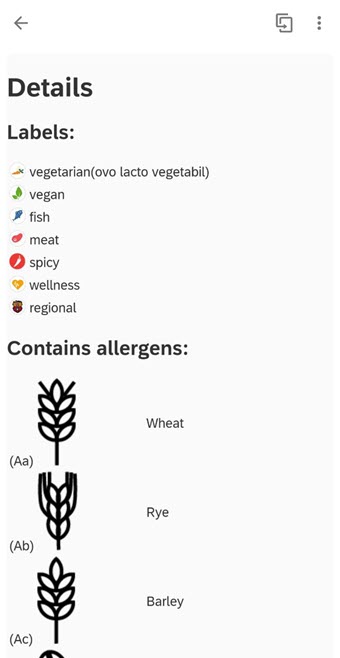 Details
Labels:
vegetarian(ovo lacto vegetabil)
vegan
fish
meat
spicy
wellness
regional
Contains allergens:
(Aa) Wheat
(Ab) Rye
(Ac) Barley